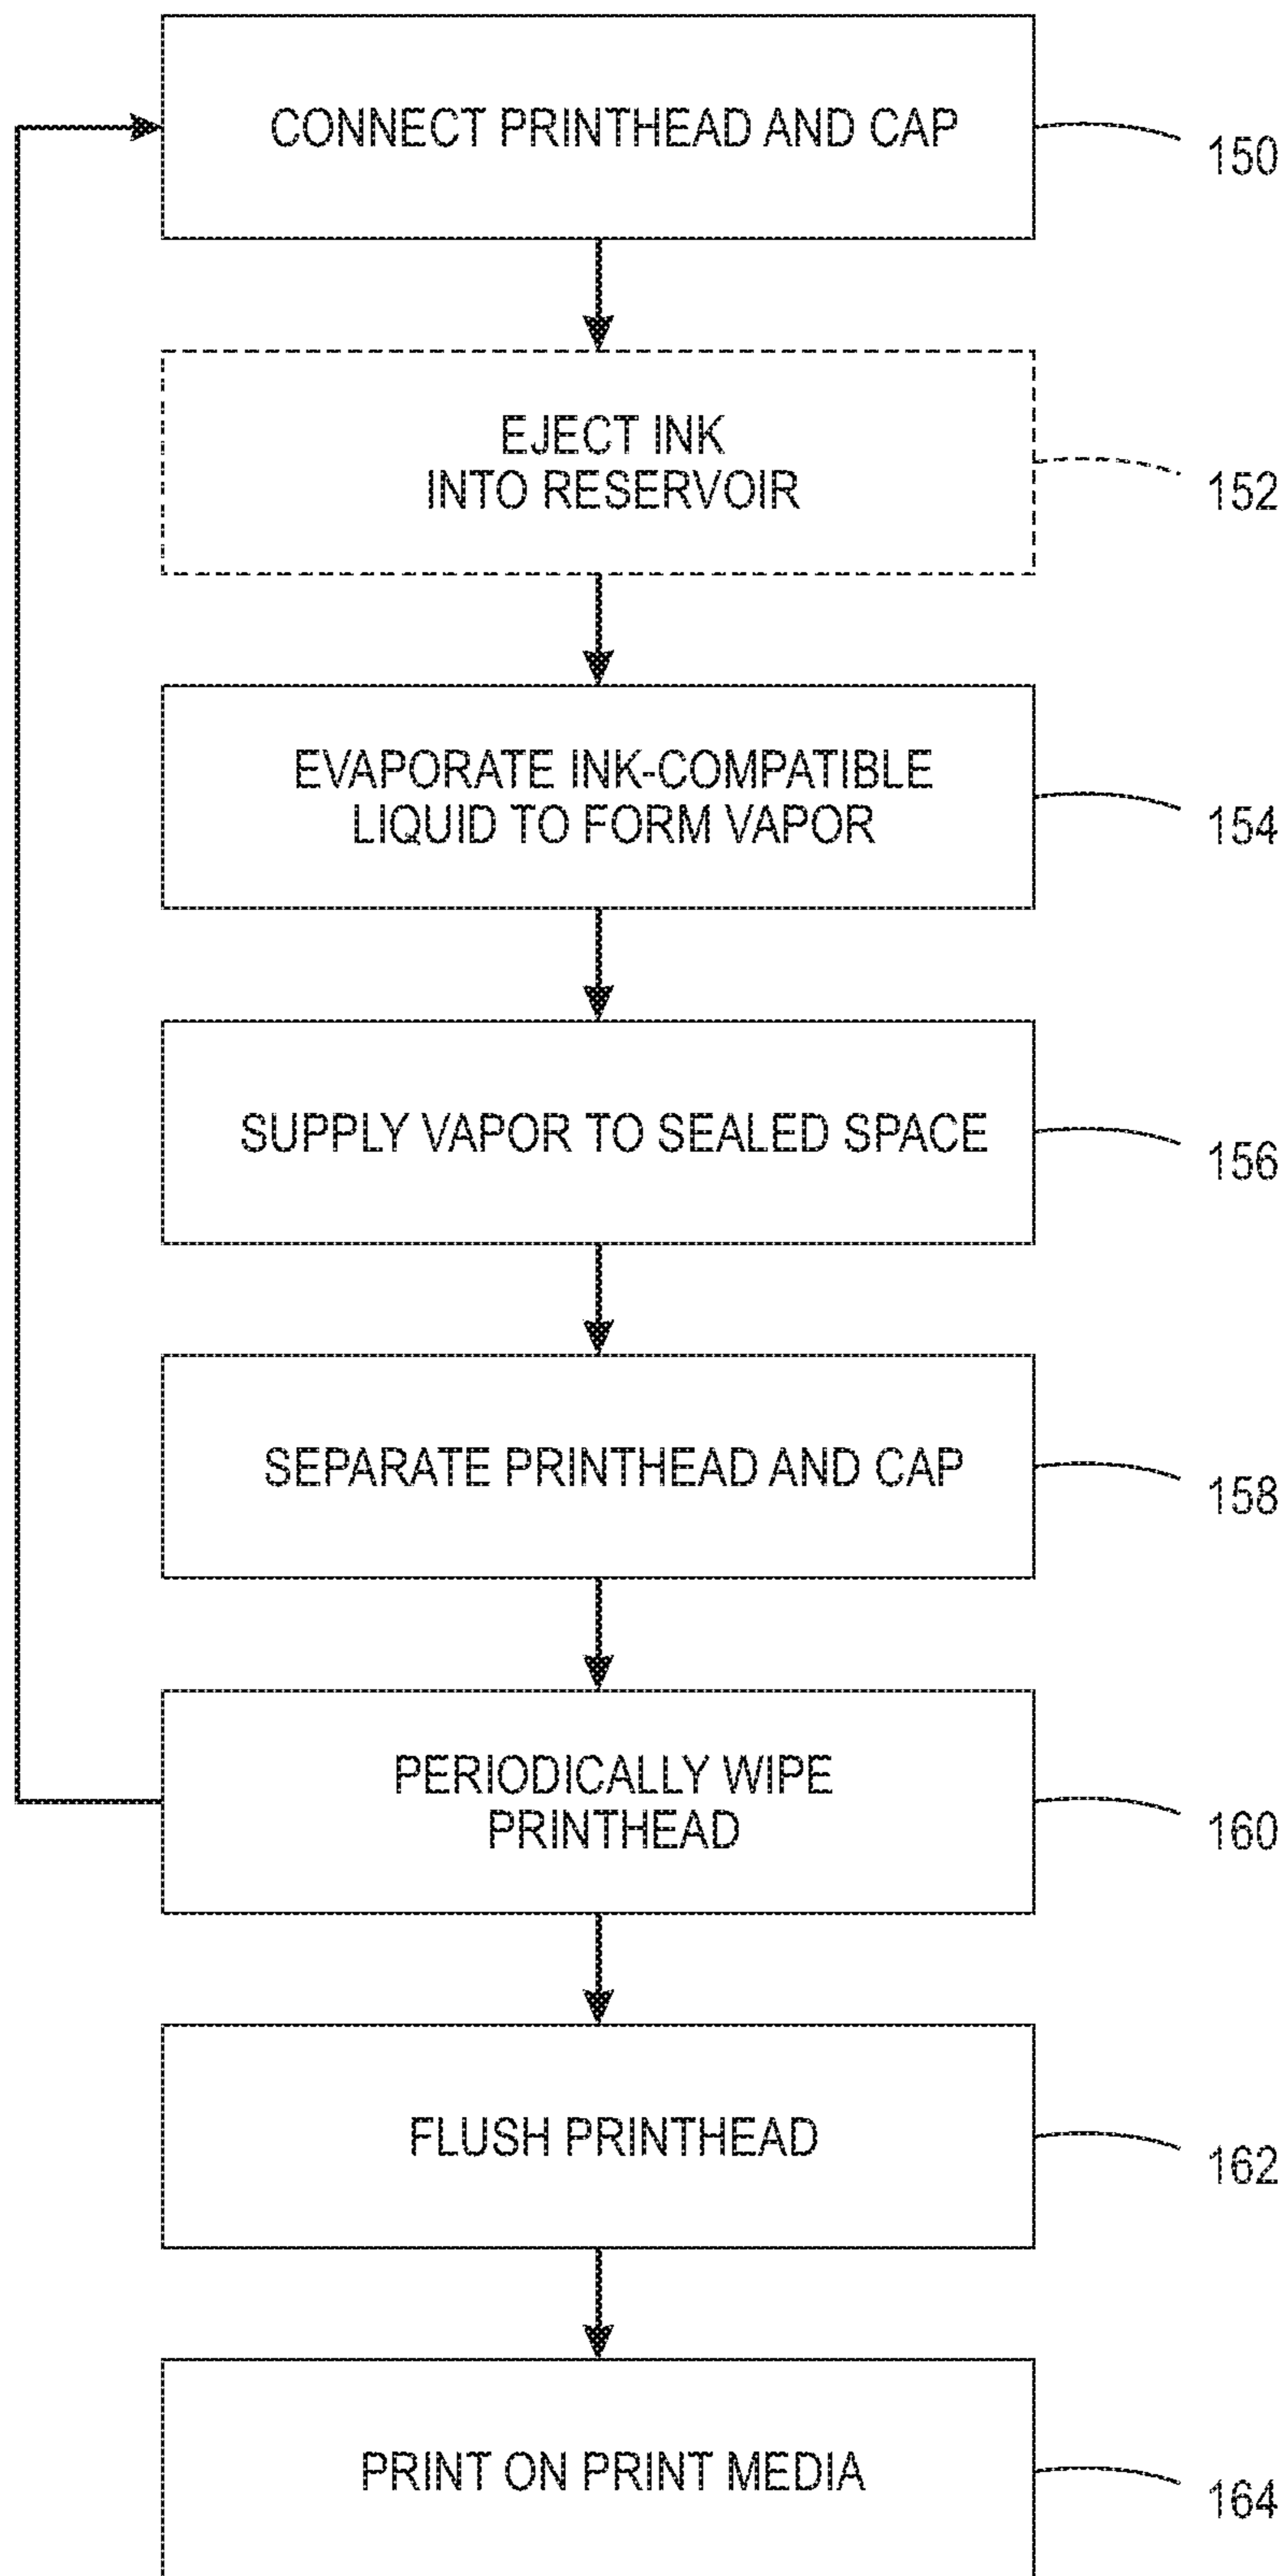 CONNECT PRINTHEAD AND CAP
150
EJECT INK
INTO RESERVOIR
152
EVAPORATE INK-COMPATIBLE
LIQUID TO FORM VAPOR
154
SUPPLY VAPOR TO SEALED SPACE
156
SEPARATE PRINTHEAD AND CAP
158
PERIODICALLY WIPE
PRINTHEAD
160
FLUSH PRINTHEAD
162
PRINT ON PRINT MEDIA
164